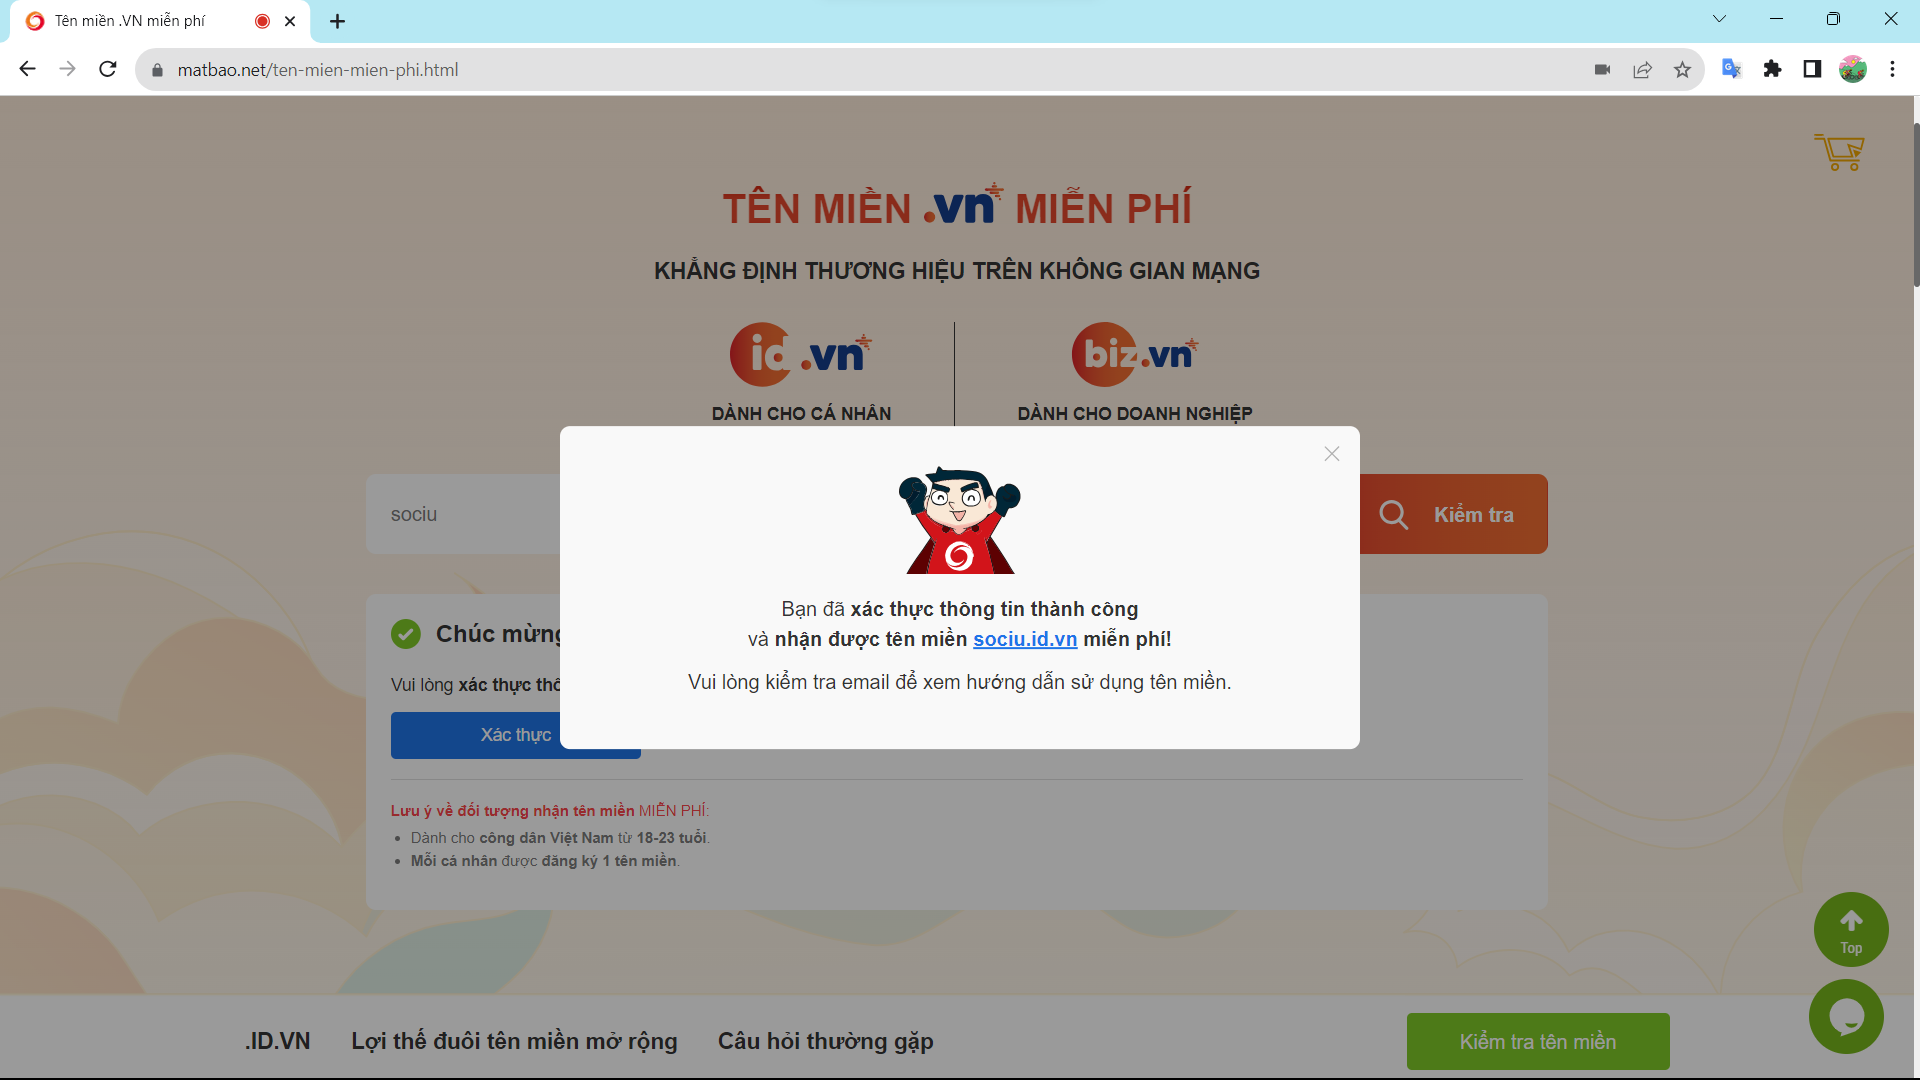 Tên miền .VN miễn phí
matbao.net/ten-mien-mien-phi.html
TÊN MIỀN .vn MIỄN PHÍ
KHẲNG ĐỊNH THƯƠNG HIỆU TRÊN KHÔNG GIAN MẠNG
id.vn
DÀNH CHO CÁ NHÂN
biz.vn
DÀNH CHO DOANH NGHIỆP
sociu
Kiểm tra
Bạn đã xác thực thông tin thành công
và nhận được tên miền sociu.id.vn miễn phí!
Vui lòng kiểm tra email để xem hướng dẫn sử dụng tên miền.
Chúc mừng
Vui lòng xác thực thô
Xác thực
Lưu ý về đối tượng nhận tên miền MIỄN PHÍ:
Dành cho công dân Việt Nam từ 18-23 tuổi.
Mỗi cá nhân được đăng ký 1 tên miền.
Top
.ID.VN Lợi thế đuôi tên miền mở rộng Câu hỏi thường gặp Kiểm tra tên miền